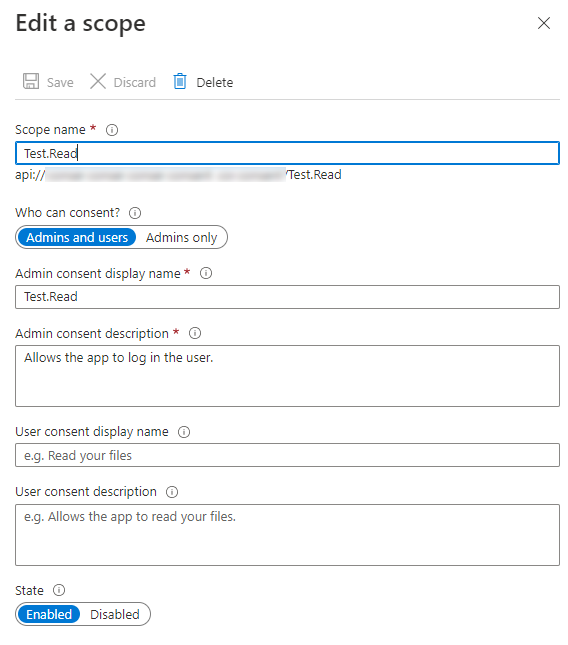 Edit a scope
Save Discard Delete
Scope name *
Test.Read
api:// /Test.Read
Who can consent?
Admins and users Admins only
Admin consent display name *
Test.Read
Admin consent description *
Allows the app to log in the user.
User consent display name
e.g. Read your files
User consent description
e.g. Allows the app to read your files.
State
Enabled Disabled